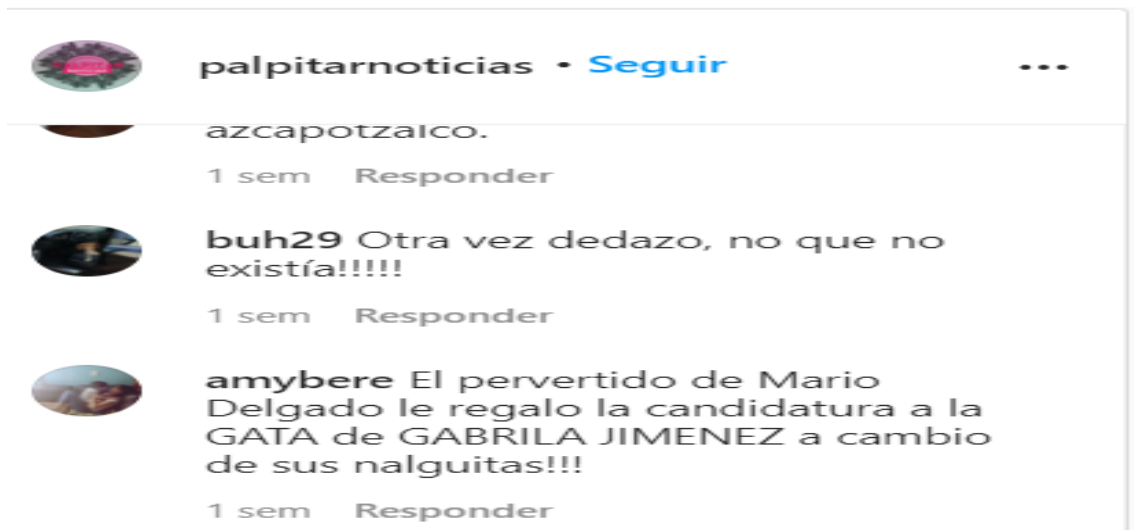 palpitarnoticias • Seguir
azcapotzalco.
1 sem Responder
buh29 Otra vez dedazo, no que no
existía!!!!!
1 sem Responder
amybere El pervertido de Mario
Delgado le regalo la candidatura a la
GATA de GABRILA JIMENEZ a cambio
de sus nalguitas!!!
1 sem Responder